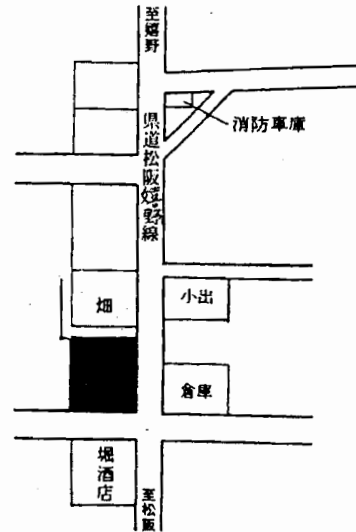 至嬉野
消防車庫
県道松阪嬉野線
畑
小出
倉庫
堀酒店
至松阪